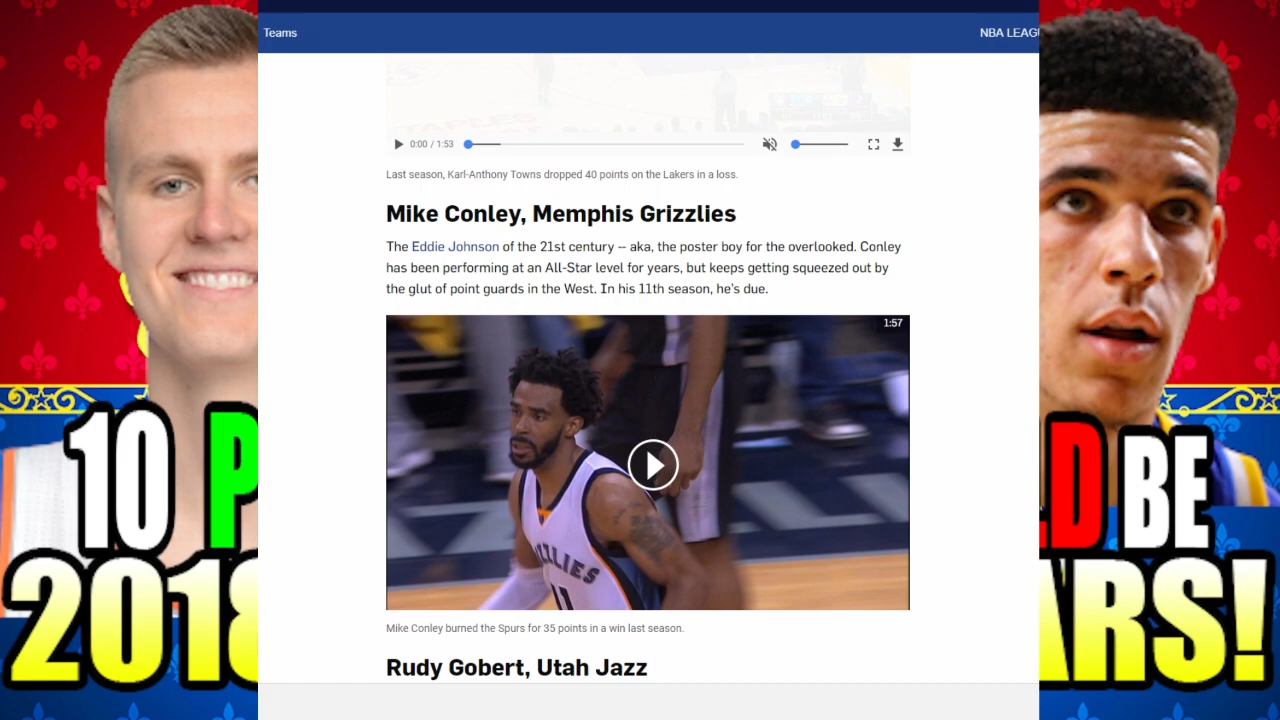 Teams
NBA LEAG
STAPLES
0:00 / 1:53
Last season, Karl-Anthony Towns dropped 40 points on the Lakers in a loss.
Mike Conley, Memphis Grizzlies
The Eddie Johnson of the 21st century -- aka, the poster boy for the overlooked. Conley
has been performing at an All-Star level for years, but keeps getting squeezed out by
the glut of point guards in the West. In his 11th season, he's due.
1:57
ZZLIES
11
Mike Conley burned the Spurs for 35 points in a win last season.
Rudy Gobert, Utah Jazz
10 P
D BE
2018
ARS!